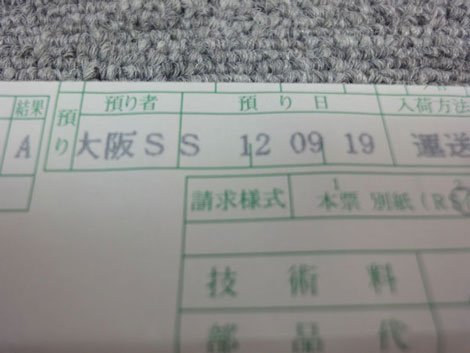 結果 預り 預り者 預り日 入荷方法
A 大阪SS 12 09 19 運送
請求様式 1 本票 別紙(R
技術料
部品代